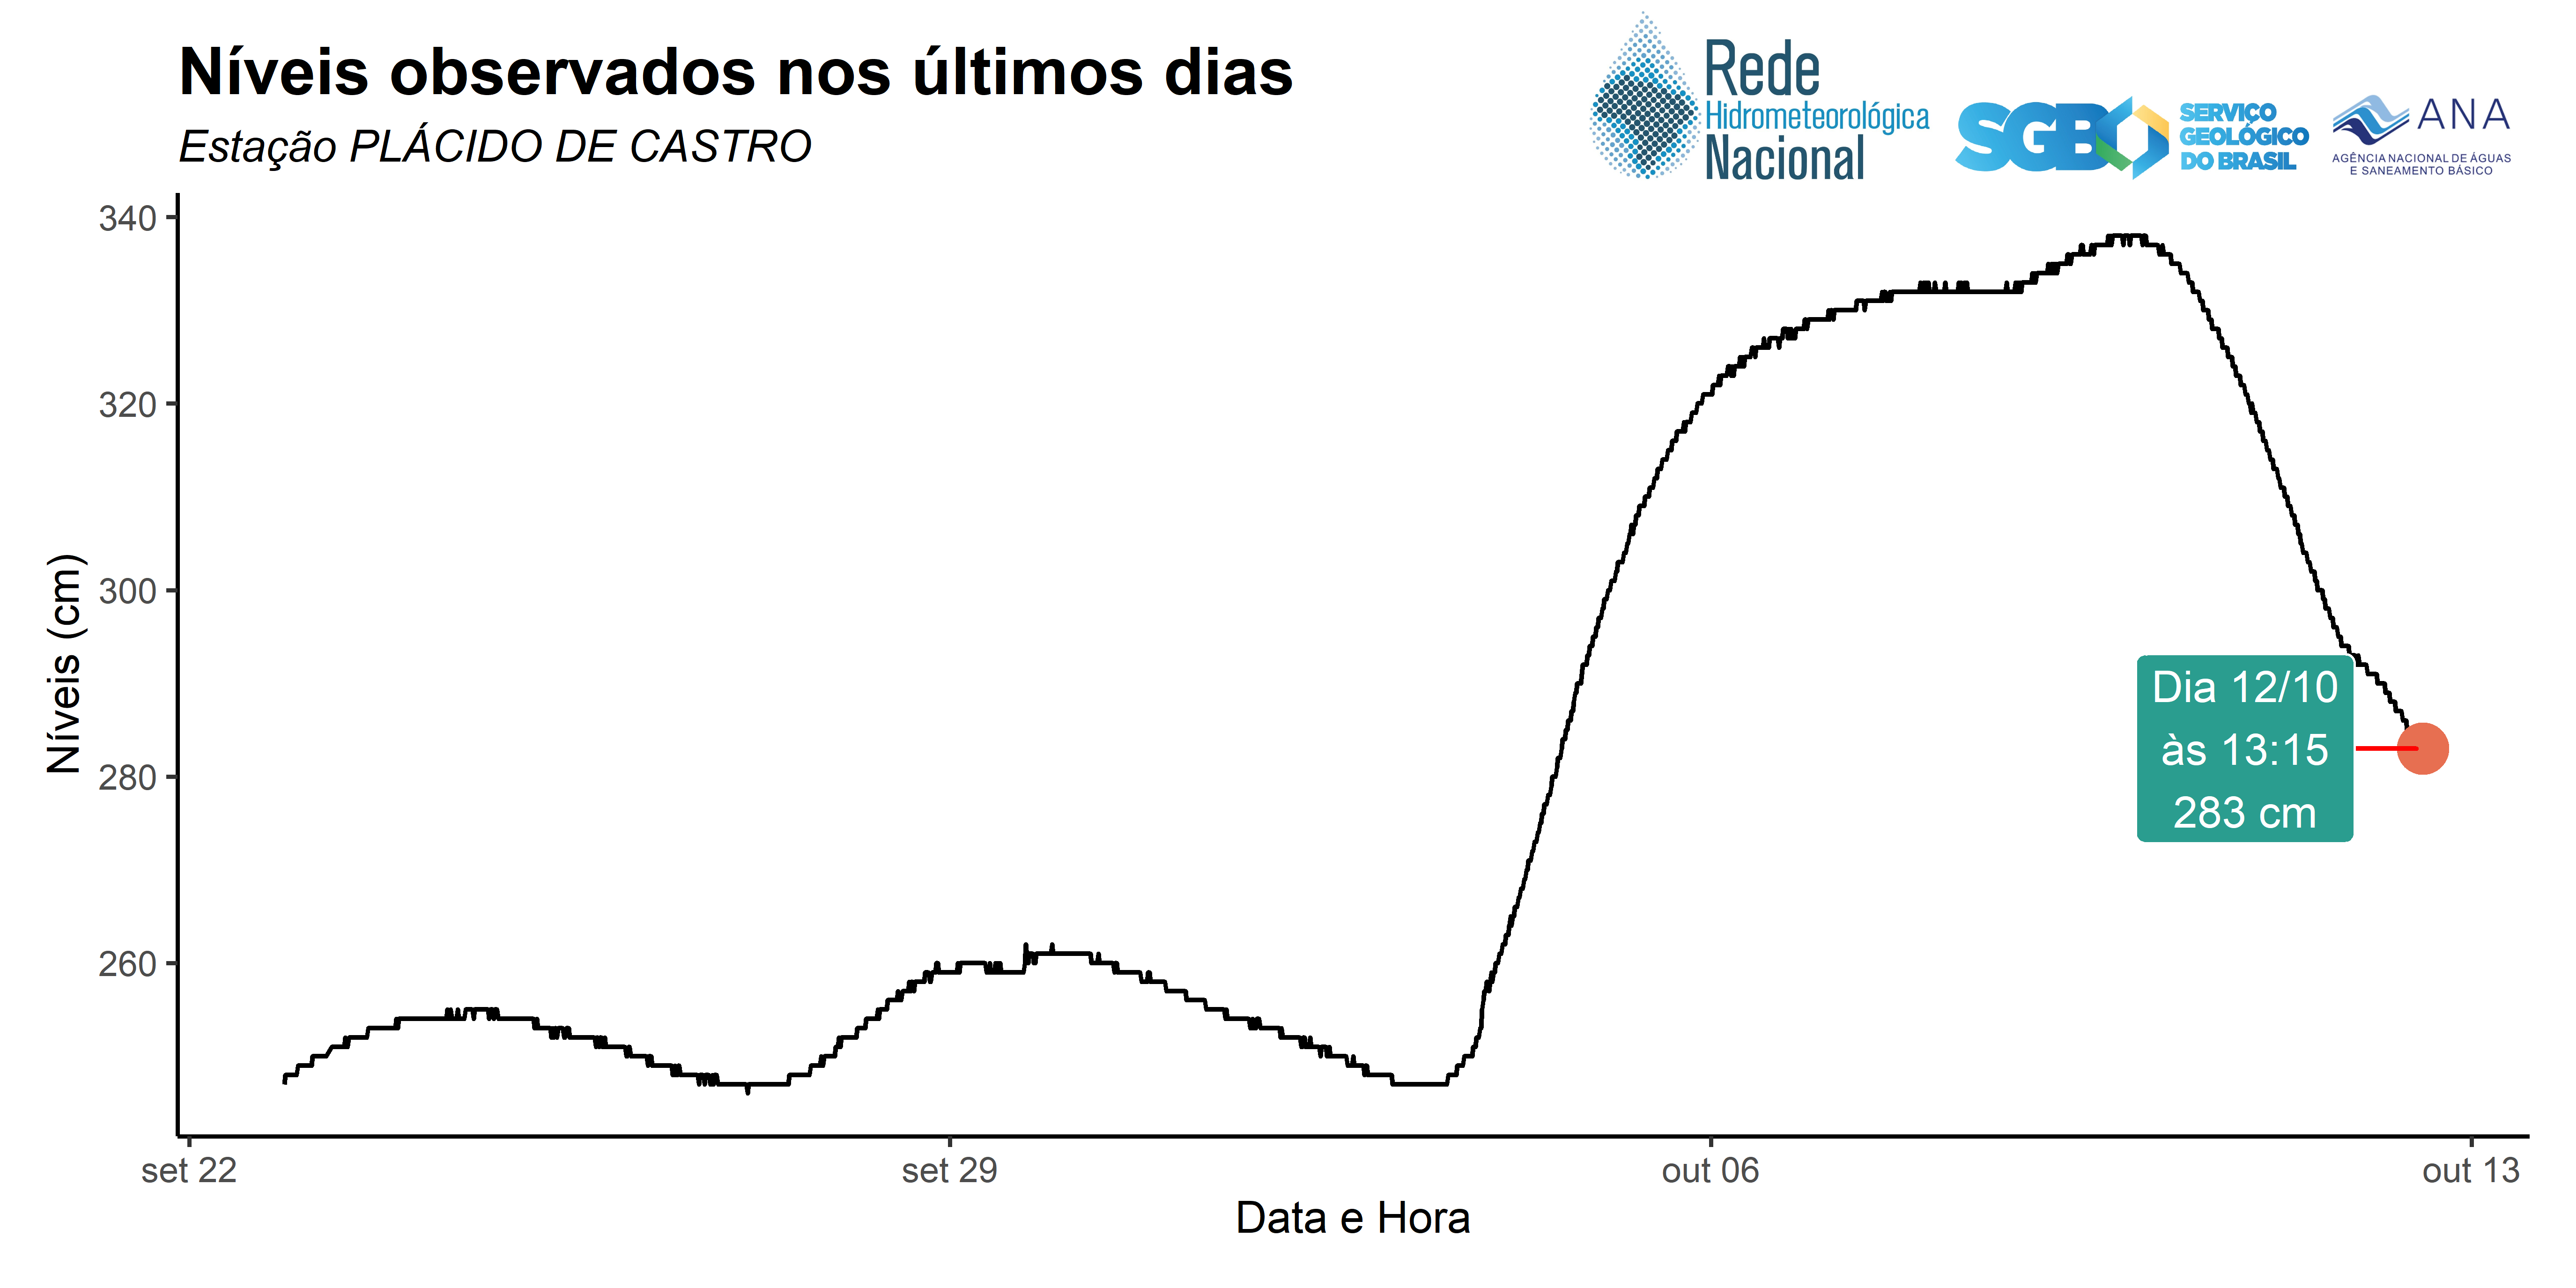 Níveis observados nos últimos dias
Estação PLÁCIDO DE CASTRO
Rede
Hidrometeorológica
Nacional
SGB
SERVIÇO
GEOLÓGICO
DO BRASIL
ANA
AGÊNCIA NACIONAL DE ÁGUAS
E SANEAMENTO BÁSICO
Níveis (cm)
340
320
300
280
260
Dia 12/10
às 13:15
283 cm
set 22
set 29
out 06
out 13
Data e Hora